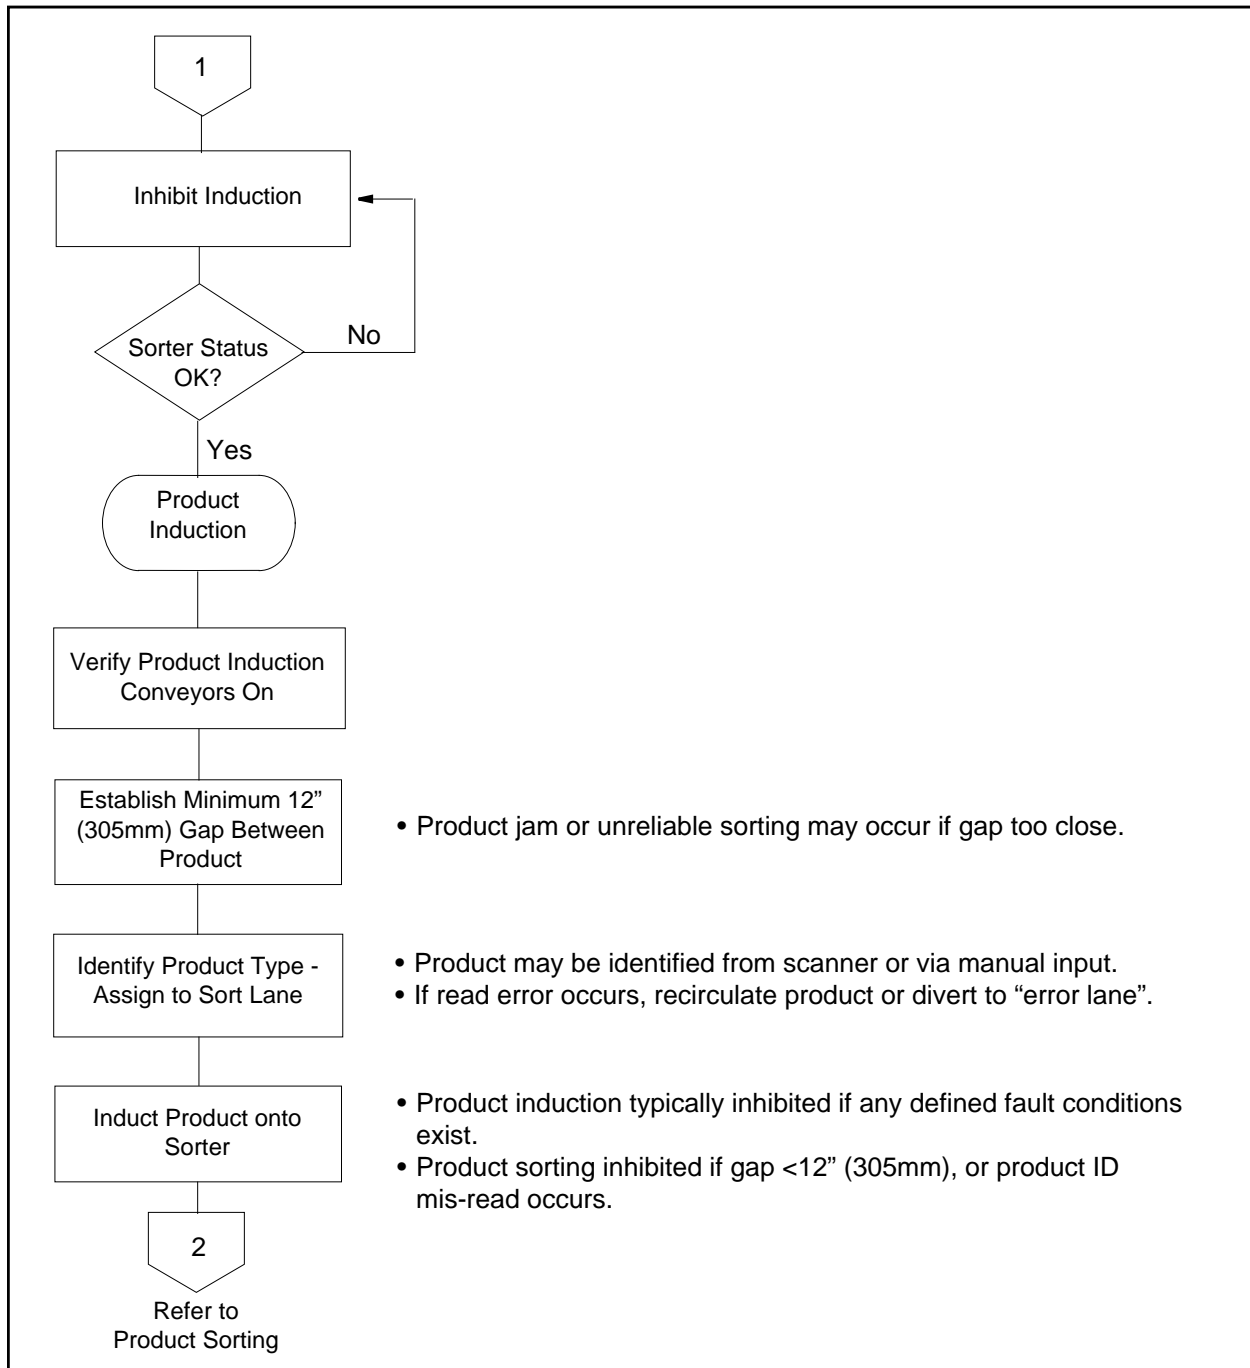 1
Inhibit Induction
No
Sorter Status
OK?
Yes
Product
Induction
Verify Product Induction
Conveyors On
Establish Minimum 12”
(305mm) Gap Between
Product
• Product jam or unreliable sorting may occur if gap too close.
Identify Product Type -
Assign to Sort Lane
• Product may be identified from scanner or via manual input.
• If read error occurs, recirculate product or divert to “error lane”.
Induct Product onto
Sorter
• Product induction typically inhibited if any defined fault conditions
exist.
• Product sorting inhibited if gap <12” (305mm), or product ID
mis-read occurs.
2
Refer to
Product Sorting